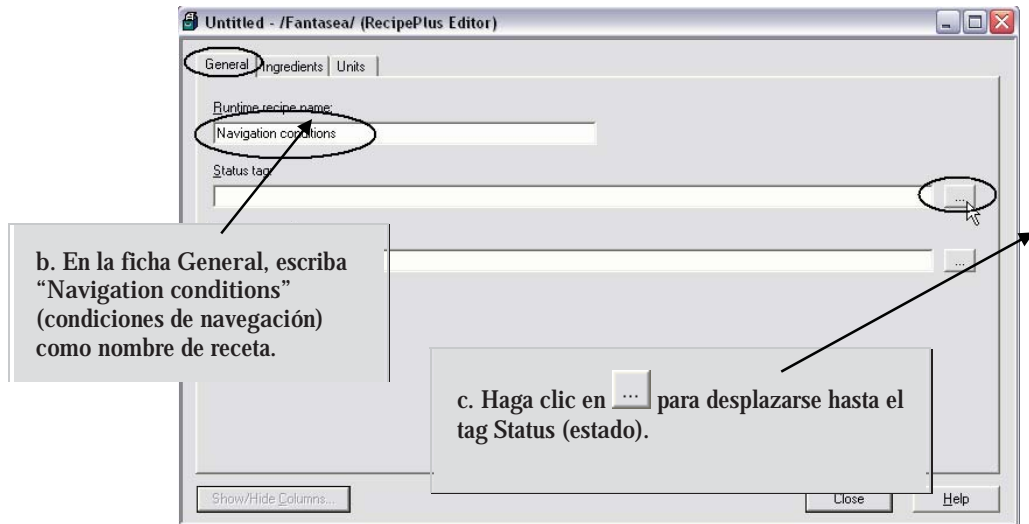 Untitled - /Fantasea/ (RecipePlus Editor)
General Ingredients Units
Runtime recipe name:
Navigation conditions
Status tag:
...
b. En la ficha General, escriba
“Navigation conditions”
(condiciones de navegación)
como nombre de receta.
...
c. Haga clic en ... para desplazarse hasta el
tag Status (estado).
Show/Hide Columns...
Close
Help